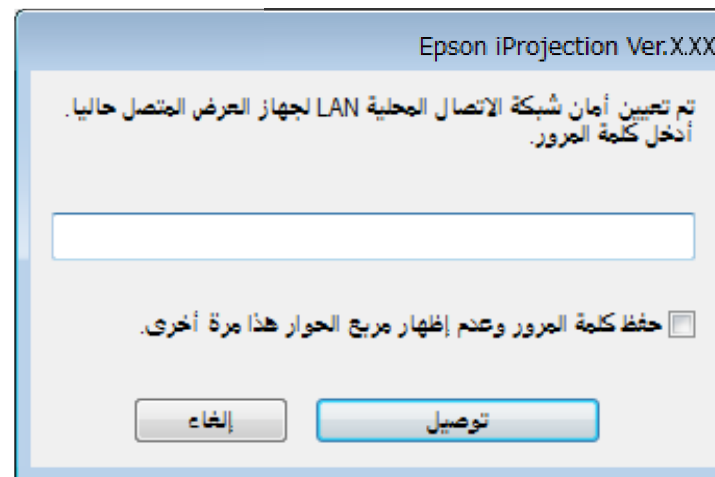 Epson iProjection Ver.X.XX
تم تعيين أمان شبكة الاتصال المحلية LAN لجهاز العرض المتصل حاليا.
أدخل كلمة المرور.
حفظ كلمة المرور وعدم إظهار مربع الحوار هذا مرة أخرى.
توصيل
إلغاء